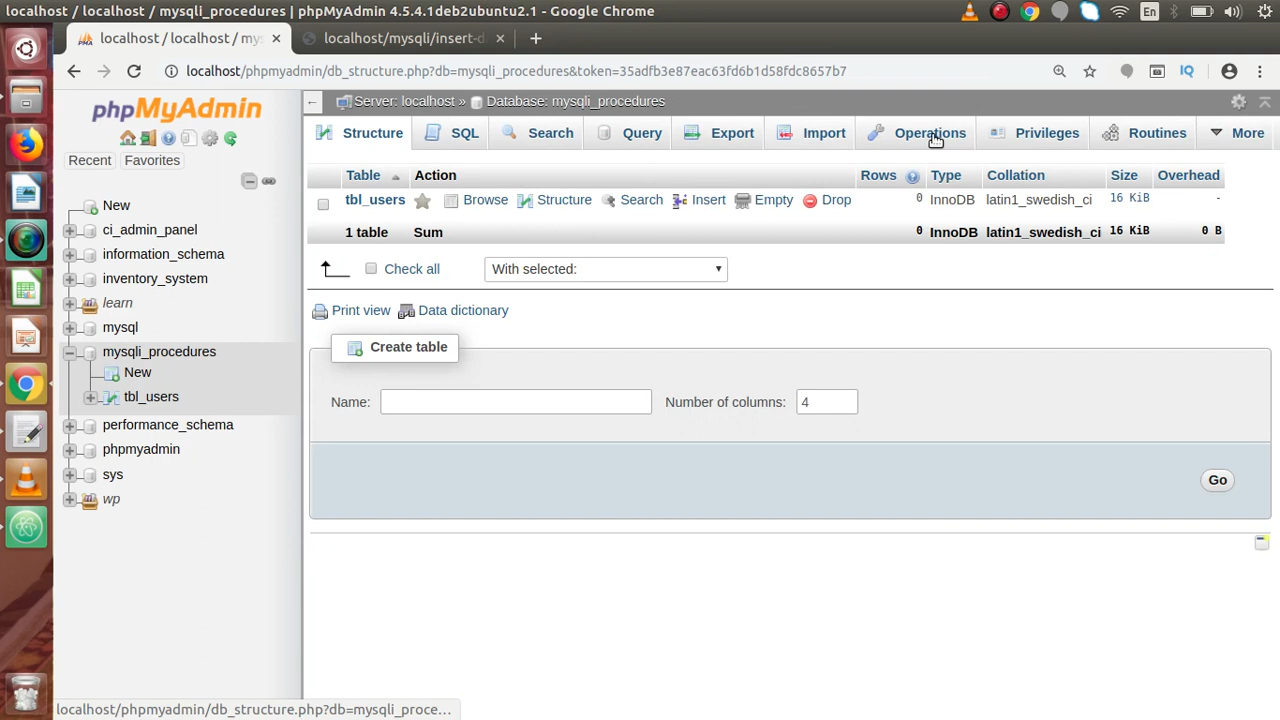 localhost / localhost / mysqli_procedures | phpMyAdmin 4.5.4.1deb2ubuntu2.1 - Google Chrome
En
localhost / localhost / mys
localhost/mysqli/insert-d
localhost/phpmyadmin/db_structure.php?db=mysqli_procedures&token=35adfb3e87eac63fd6b1d58fdc8657b7
IQ
phpMyAdmin
Recent Favorites
New
ci_admin_panel
information_schema
inventory_system
learn
mysql
mysqli_procedures
New
tbl_users
performance_schema
phpmyadmin
sys
wp
Server: localhost » Database: mysqli_procedures
Structure SQL Search Query Export Import Operations Privileges Routines More
Table Action Rows Type Collation Size Overhead
tbl_users Browse Structure Search Insert Empty Drop 0 InnoDB latin1_swedish_ci 16 KiB -
1 table Sum 0 InnoDB latin1_swedish_ci 16 KiB 0 B
Check all With selected:
Print view Data dictionary
Create table
Name: Number of columns: 4
Go
localhost/phpmyadmin/db_structure.php?db=mysqli_proce…